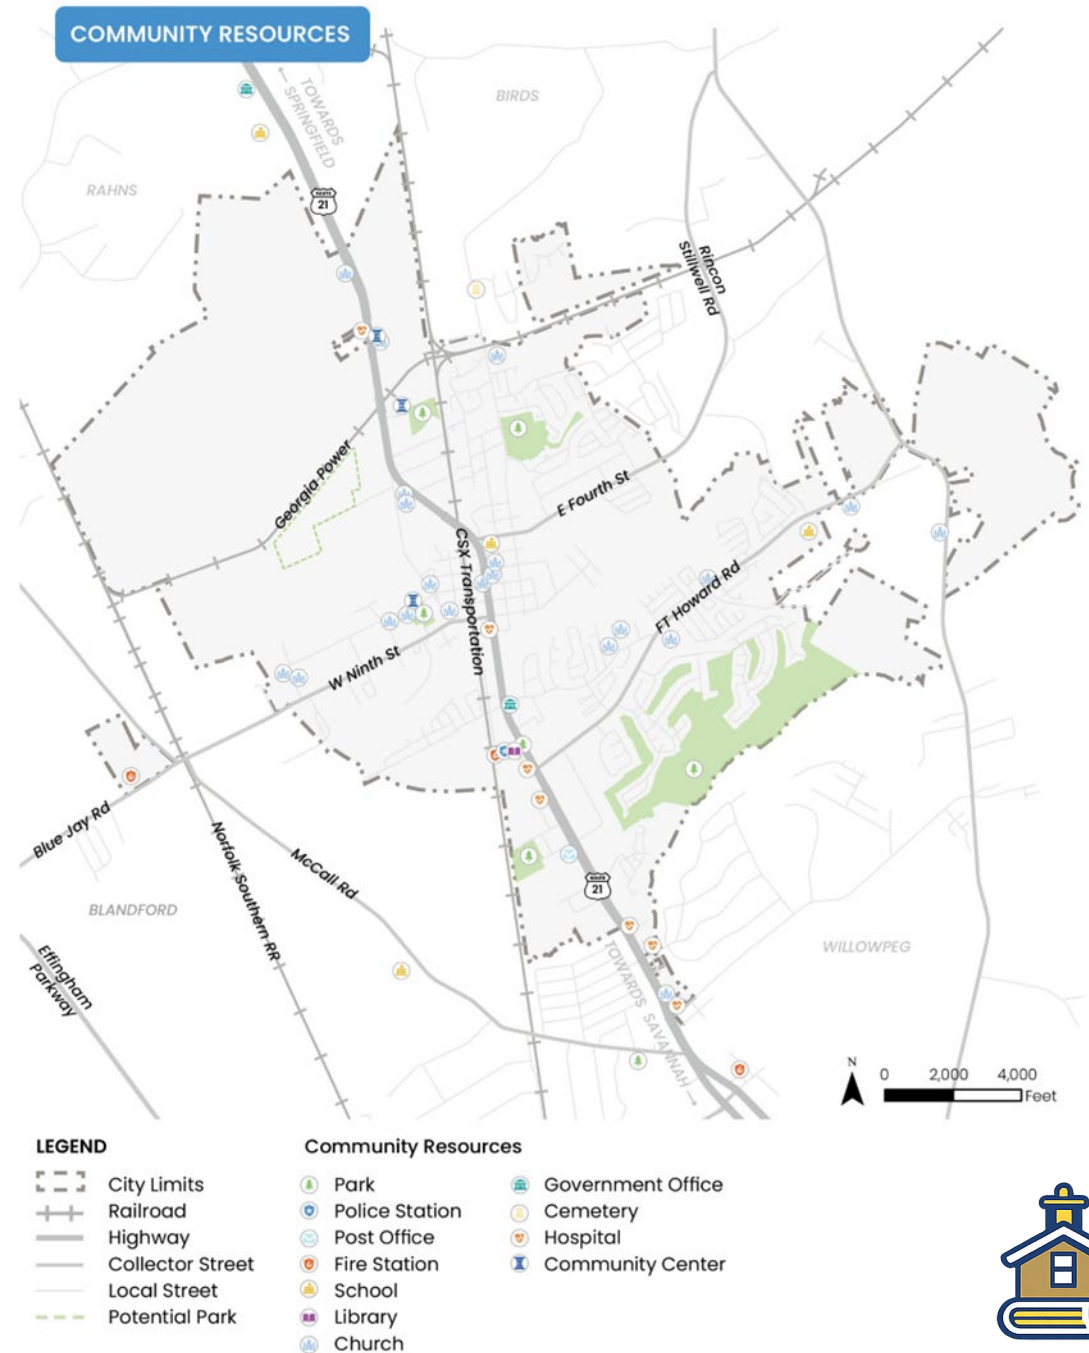 COMMUNITY RESOURCES
← TOWARDS
SPRINGFIELD
BIRDS
RAHNS
ROUTE
21
Rincon
Stillwell Rd
Georgia Power
E Fourth St
CSX Transportation
FT Howard Rd
W Ninth St
Blue Jay Rd
Norfolk Southern RR
McCall Rd
BLANDFORD
ROUTE
21
WILLOWPEG
Effingham
Parkway
TOWARDS SAVANNAH →
N
0 2,000 4,000
Feet
LEGEND
City Limits
Railroad
Highway
Collector Street
Local Street
Potential Park
Community Resources
Park
Police Station
Post Office
Fire Station
School
Library
Church
Government Office
Cemetery
Hospital
Community Center